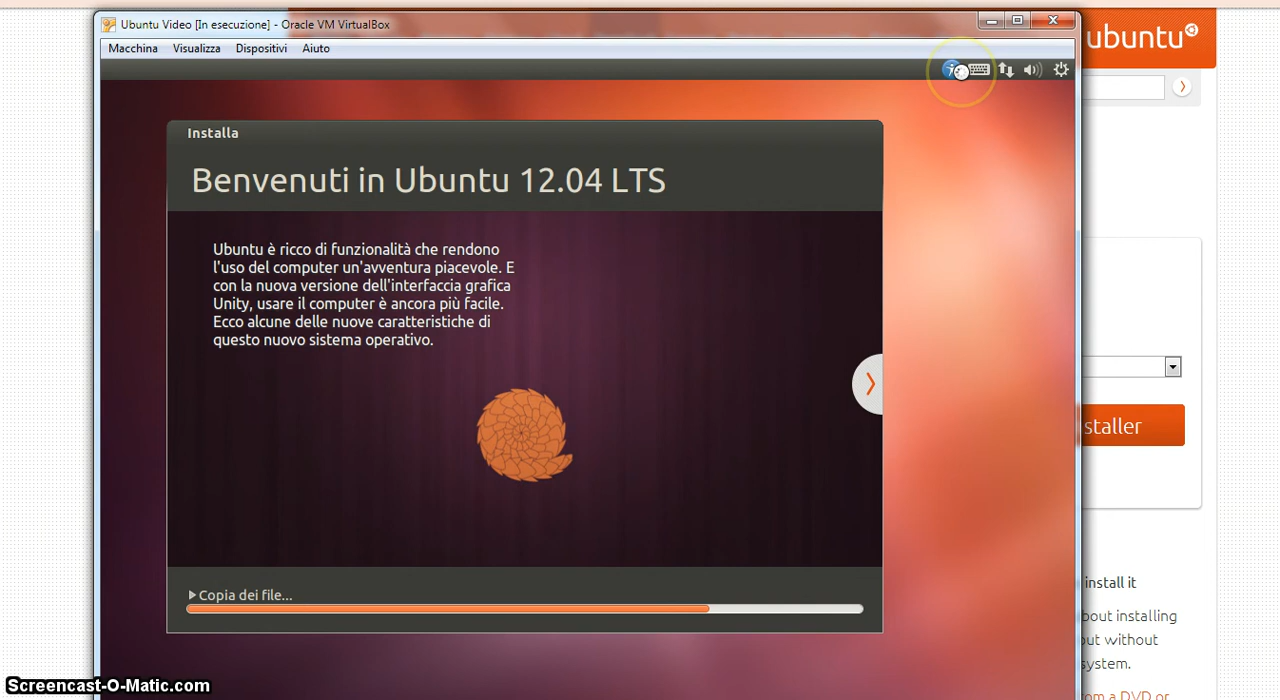 Ubuntu Video [In esecuzione] - Oracle VM VirtualBox
Macchina Visualizza Dispositivi Aiuto
ubuntu
Installa
Benvenuti in Ubuntu 12.04 LTS
Ubuntu è ricco di funzionalità che rendono
l'uso del computer un'avventura piacevole. E
con la nuova versione dell'interfaccia grafica
Unity, usare il computer è ancora più facile.
Ecco alcune delle nuove caratteristiche di
questo nuovo sistema operativo.
staller
Copia dei file...
install it
bout installing
out without
system.
om a DVD or
Screencast-O-Matic.com